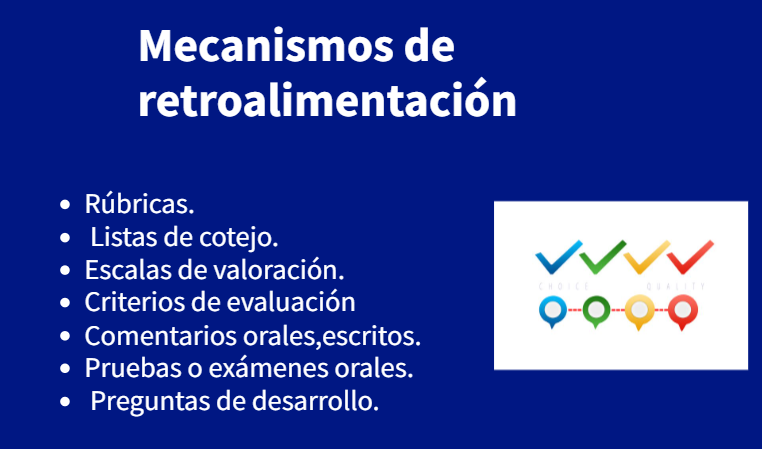 Mecanismos de
retroalimentación
• Rúbricas.
• Listas de cotejo.
• Escalas de valoración.
• Criterios de evaluación
• Comentarios orales,escritos.
• Pruebas o exámenes orales.
• Preguntas de desarrollo.
CHOICE QUALITY